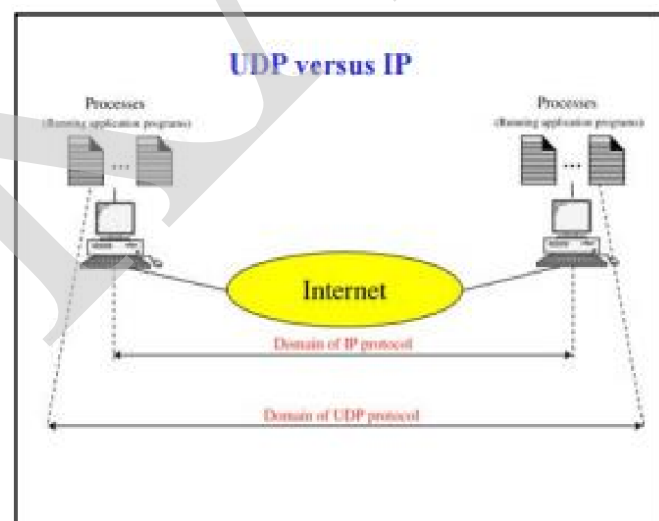 UDP versus IP
Processes
(Running application programs)
Processes
(Running application programs)
...
...
Internet
Domain of IP protocol
Domain of UDP protocol